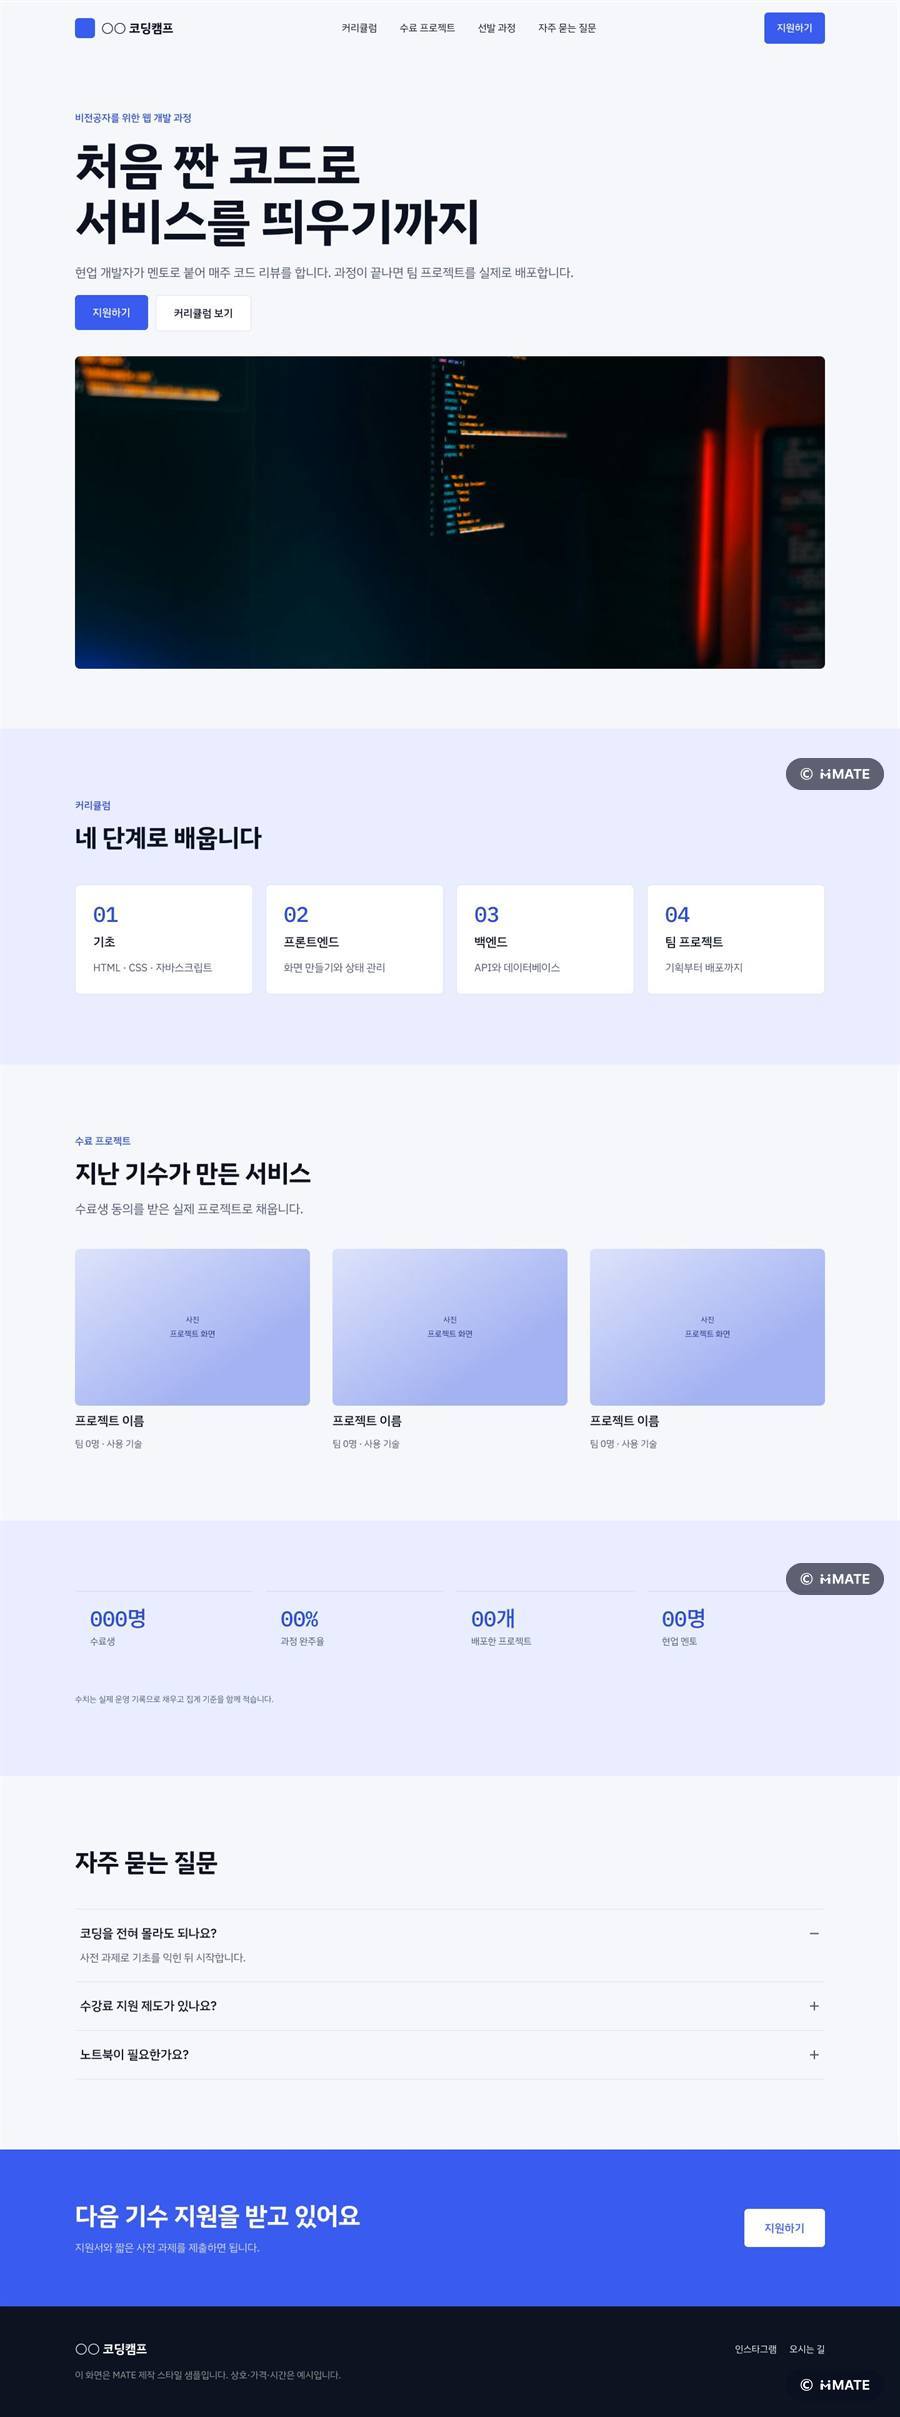 ○○ 코딩캠프
커리큘럼
수료 프로젝트
선발 과정
자주 묻는 질문
지원하기
비전공자를 위한 웹 개발 과정
처음 짠 코드로
서비스를 띄우기까지
현업 개발자가 멘토로 붙어 매주 코드 리뷰를 합니다. 과정이 끝나면 팀 프로젝트를 실제로 배포합니다.
지원하기
커리큘럼 보기
© MATE
커리큘럼
네 단계로 배웁니다
01
기초
HTML · CSS · 자바스크립트
02
프론트엔드
화면 만들기와 상태 관리
03
백엔드
API와 데이터베이스
04
팀 프로젝트
기획부터 배포까지
수료 프로젝트
지난 기수가 만든 서비스
수료생 동의를 받은 실제 프로젝트로 채웁니다.
사진
프로젝트 화면
프로젝트 이름
팀 0명 · 사용 기술
사진
프로젝트 화면
프로젝트 이름
팀 0명 · 사용 기술
사진
프로젝트 화면
프로젝트 이름
팀 0명 · 사용 기술
© MATE
000명
수료생
00%
과정 완주율
00개
배포한 프로젝트
00명
현업 멘토
수치는 실제 운영 기록으로 채우고 집계 기준을 함께 적습니다.
자주 묻는 질문
코딩을 전혀 몰라도 되나요?
사전 과제로 기초를 익힌 뒤 시작합니다.
수강료 지원 제도가 있나요?
노트북이 필요한가요?
다음 기수 지원을 받고 있어요
지원서와 짧은 사전 과제를 제출하면 됩니다.
지원하기
○○ 코딩캠프
인스타그램
오시는 길
이 화면은 MATE 제작 스타일 샘플입니다. 상호·가격·시간은 예시입니다.
© MATE